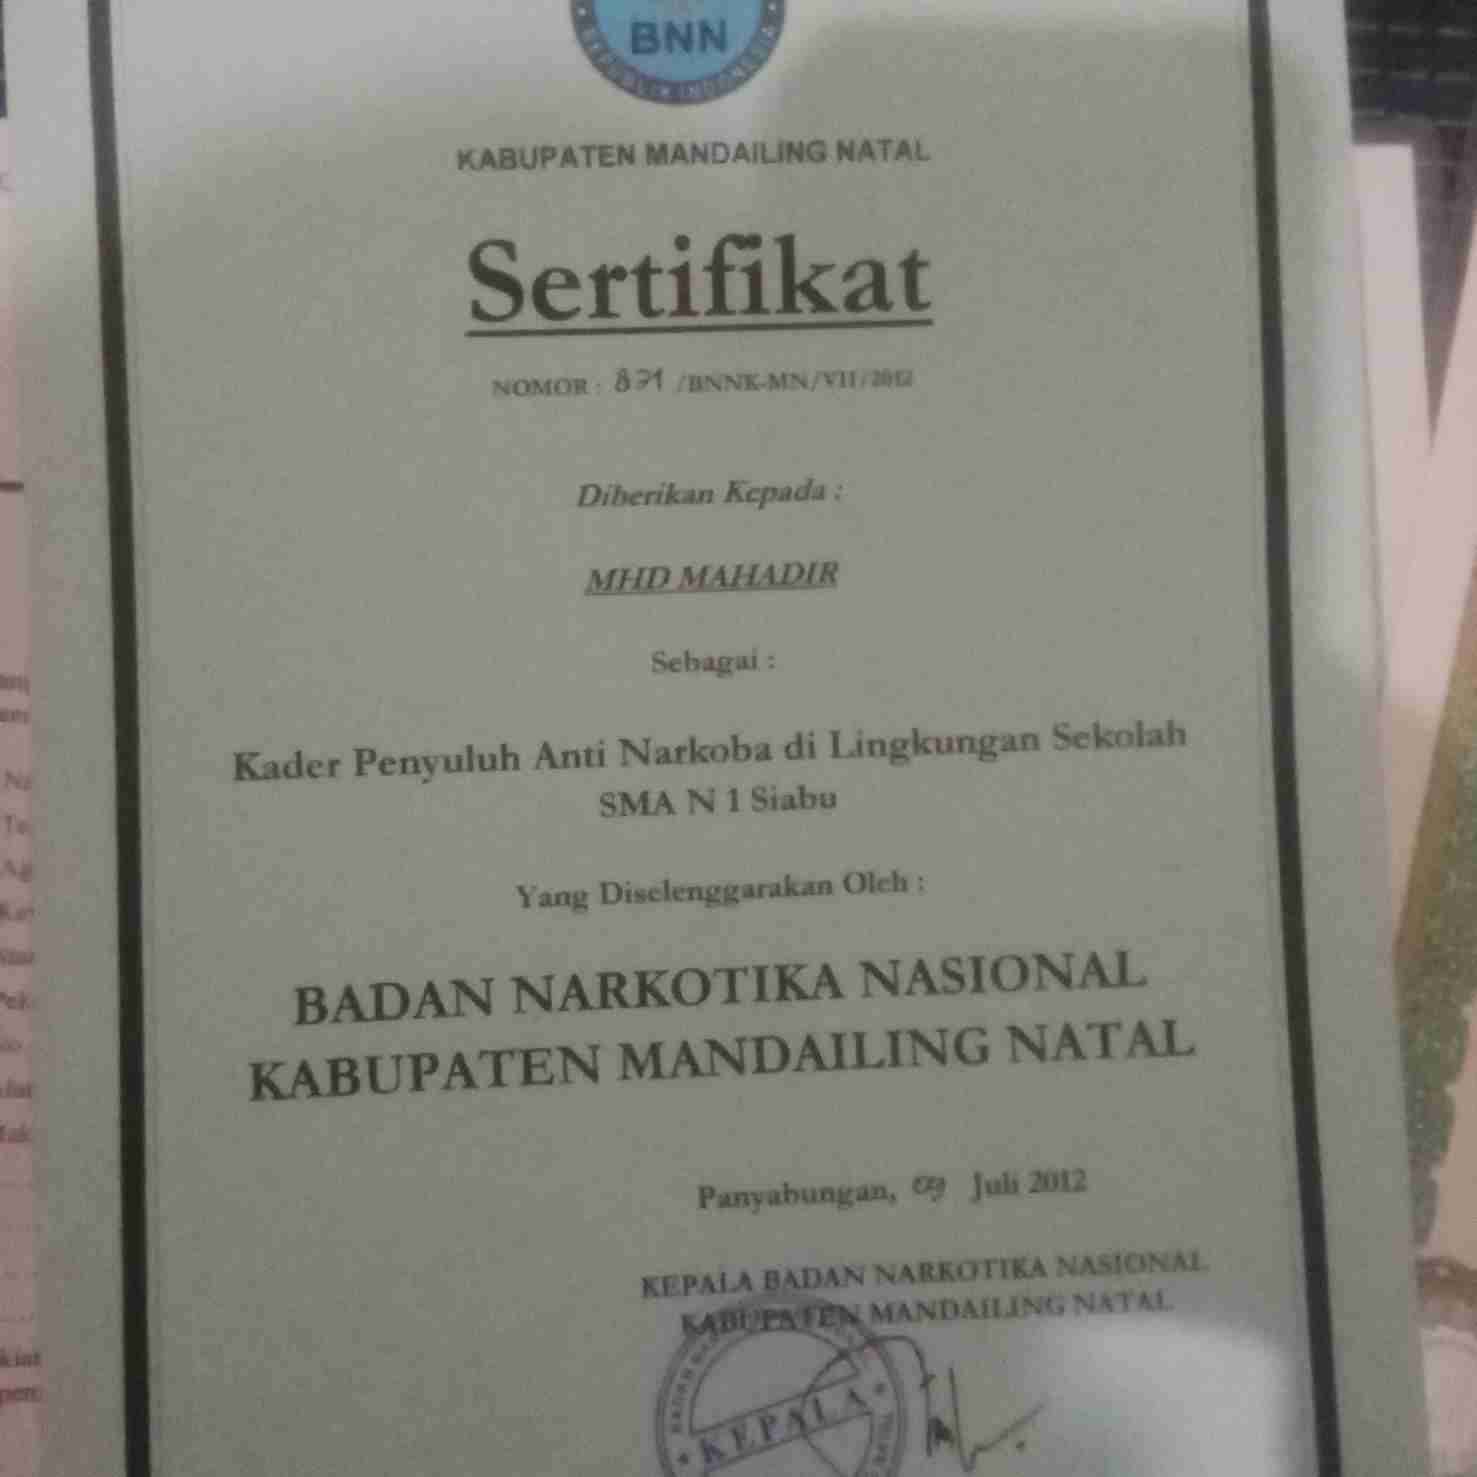 BNN
REPUBLIK INDONESIA
KABUPATEN MANDAILING NATAL
Sertifikat
NOMOR : 871 /BNNK-MN/VII/2012
Diberikan Kepada :
MHD MAHADIR
Sebagai :
Kader Penyuluh Anti Narkoba di Lingkungan Sekolah
SMA N 1 Siabu
Yang Diselenggarakan Oleh :
BADAN NARKOTIKA NASIONAL
KABUPATEN MANDAILING NATAL
Panyabungan, 09 Juli 2012
KEPALA BADAN NARKOTIKA NASIONAL
KABUPATEN MANDAILING NATAL
KEPALA